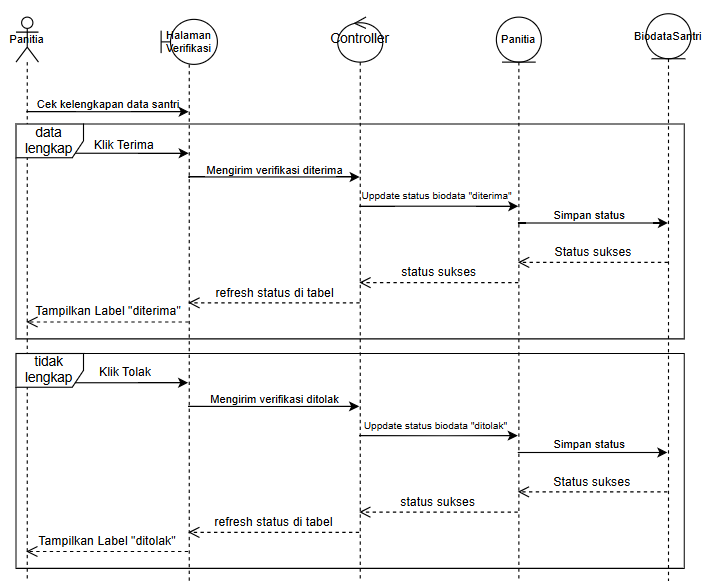 Panitia
Halaman
Verifikasi
Controller
Panitia
BiodataSantri
Cek kelengkapan data santri
data
lengkap
Klik Terima
Mengirim verifikasi diterima
Uppdate status biodata "diterima"
Simpan status
Status sukses
status sukses
refresh status di tabel
Tampilkan Label "diterima"
tidak
lengkap
Klik Tolak
Mengirim verifikasi ditolak
Uppdate status biodata "ditolak"
Simpan status
Status sukses
status sukses
refresh status di tabel
Tampilkan Label "ditolak"